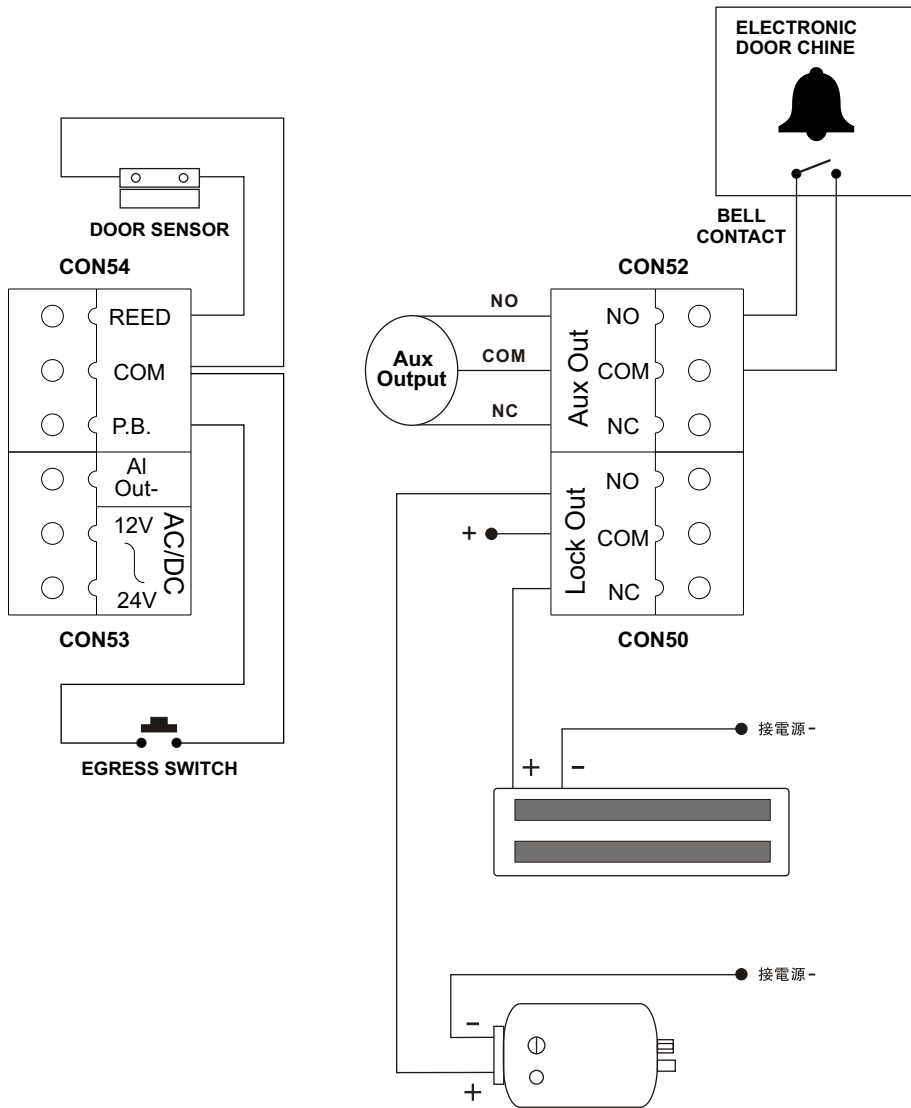 ELECTRONIC
DOOR CHINE
BELL
CONTACT
DOOR SENSOR
CON54
REED
COM
P.B.
AI
Out-
12V
24V
AC/DC
CON53
EGRESS SWITCH
CON52
NO
COM
NC
Aux
Output
Aux Out
NO
COM
NC
Lock Out
NO
COM
NC
+
CON50
+ -
接電源-
接電源-
-
+